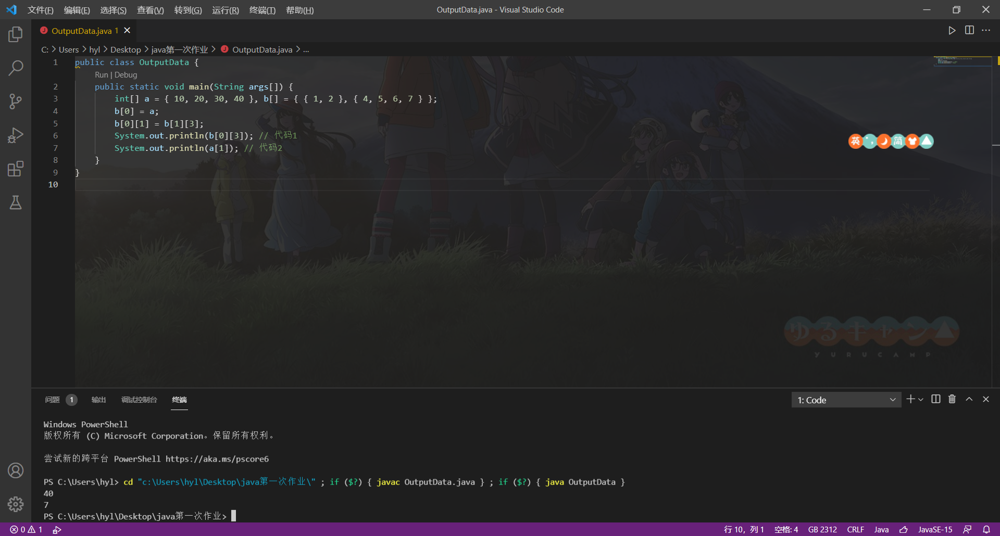 文件(F) 编辑(E) 选择(S) 查看(V) 转到(G) 运行(R) 终端(T) 帮助(H) OutputData.java - Visual Studio Code
OutputData.java 1
C: > Users > hyl > Desktop > java第一次作业 > OutputData.java > ...
1 public class OutputData {
Run | Debug
2 public static void main(String args[]) {
3 int[] a = { 10, 20, 30, 40 }, b[] = { { 1, 2 }, { 4, 5, 6, 7 } };
4 b[0] = a;
5 b[0][1] = b[1][3];
6 System.out.println(b[0][3]); // 代码1
7 System.out.println(a[1]); // 代码2
8 }
9 }
10
英 简
ゆるキャン△
YURUCAMP
问题 1 输出 调试控制台 终端 1: Code
Windows PowerShell
版权所有 (C) Microsoft Corporation。保留所有权利。
尝试新的跨平台 PowerShell https://aka.ms/pscore6
PS C:\Users\hyl> cd "c:\Users\hyl\Desktop\java第一次作业\" ; if ($?) { javac OutputData.java } ; if ($?) { java OutputData }
40
7
PS C:\Users\hyl\Desktop\java第一次作业>
0 1 行 10，列 1 空格: 4 GB 2312 CRLF Java JavaSE-15